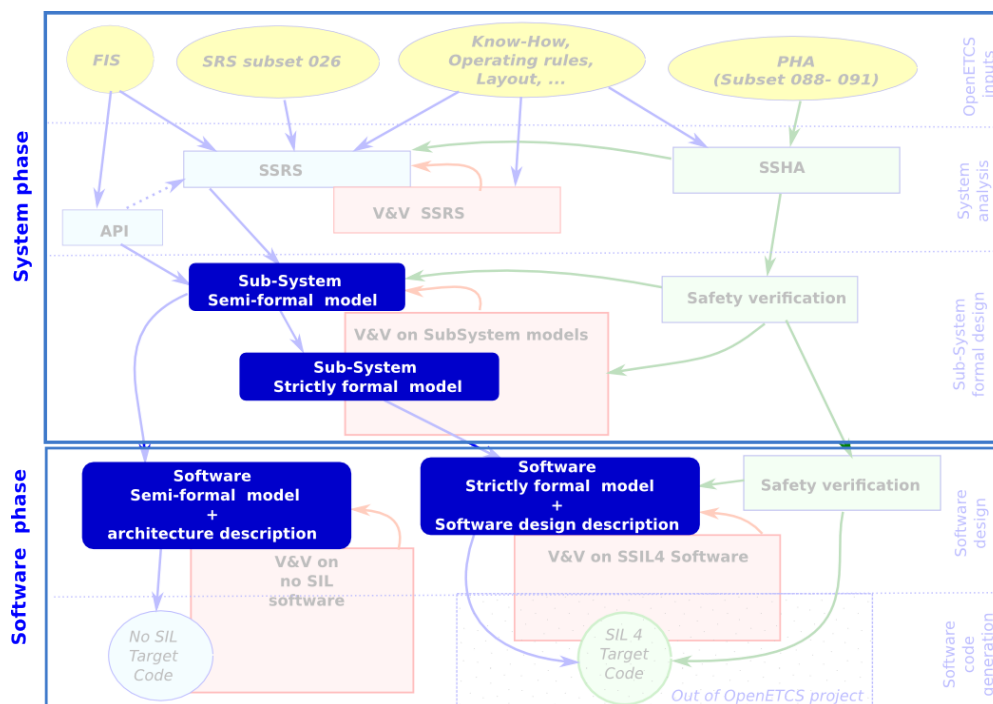 FIS
SRS subset 026
Know-How,
Operating rules,
Layout, ...
PHA
(Subset 088- 091)
OpenETCS
inputs
System phase
SSRS
V&V  SSRS
API
SSHA
System
analysis
Sub-System
Semi-formal  model
Safety verification
V&V on SubSystem models
Sub-System
Strictly formal  model
Sub-System
formal design
Software  phase
Software
Semi-formal  model
+
architecture description
Software
Strictly formal  model
+
Software design description
Safety verification
Software
design
V&V on
no SIL
software
V&V on SSIL4 Software
No SIL
Target
Code
SIL 4
Target
Code
Out of OpenETCS project
Software
code
generation